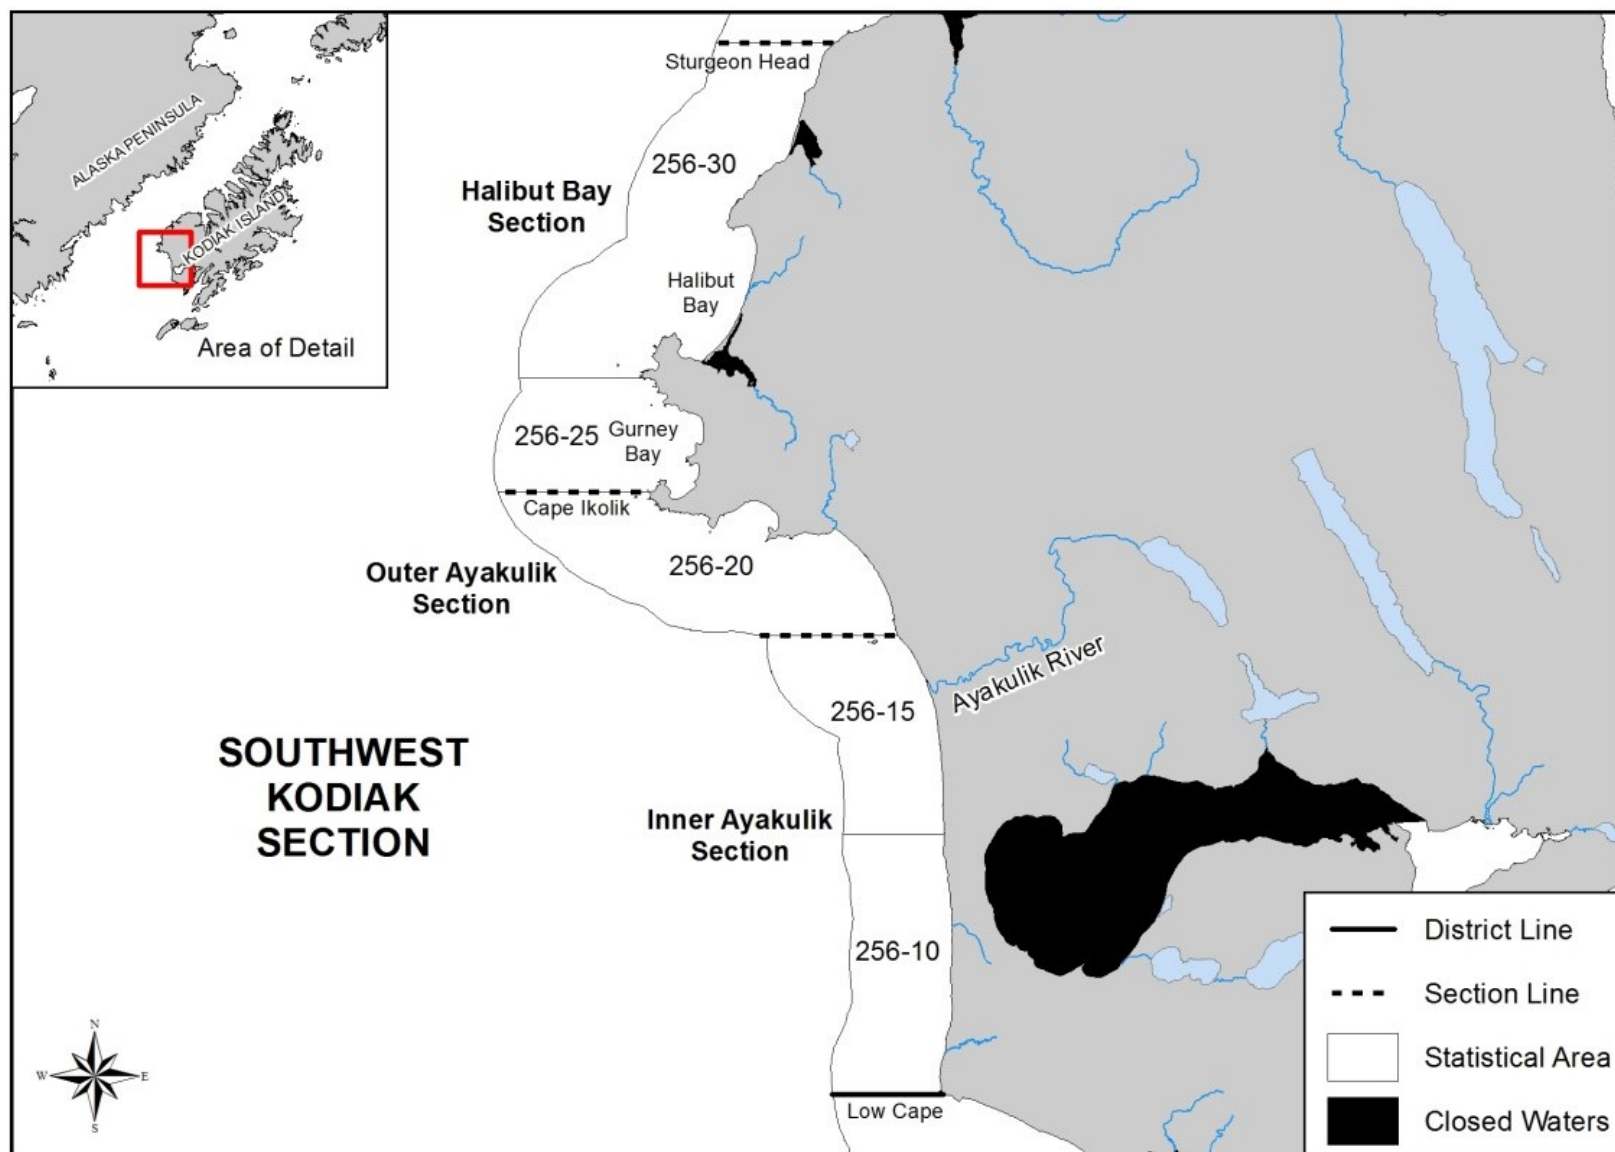 ALASKA PENINSULA
KODIAK ISLAND
Area of Detail
Sturgeon Head
256-30
Halibut Bay
Section
Halibut
Bay
256-25
Gurney
Bay
Cape Ikolik
256-20
Outer Ayakulik
Section
Ayakulik River
256-15
SOUTHWEST
KODIAK
SECTION
Inner Ayakulik
Section
256-10
Low Cape
N
W
E
S
District Line
Section Line
Statistical Area
Closed Waters